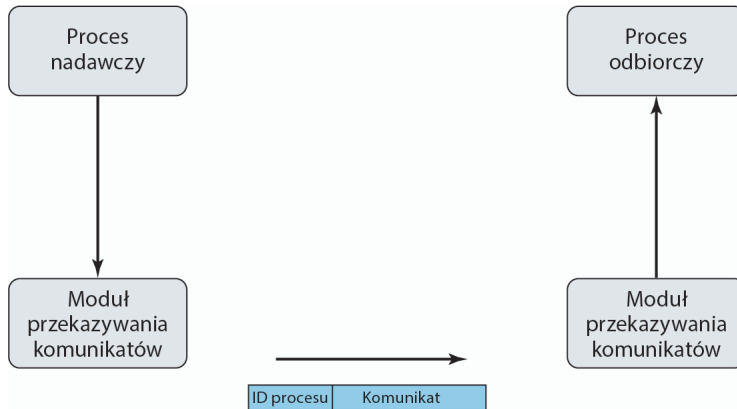 Proces
nadawczy
Proces
odbiorczy
Moduł
przekazywania
komunikatów
Moduł
przekazywania
komunikatów
ID procesu
Komunikat